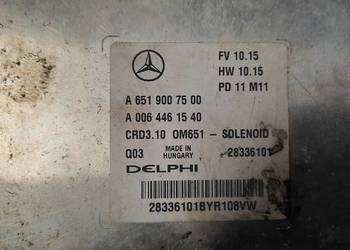 FV 10.15
HW 10.15
PD 11 M11
A 651 900 75 00
A 006 446 15 40
CRD3.10 OM651 - SOLENOID
Q03 MADE IN HUNGARY 28336101
DELPHI
28336101BYR108VW